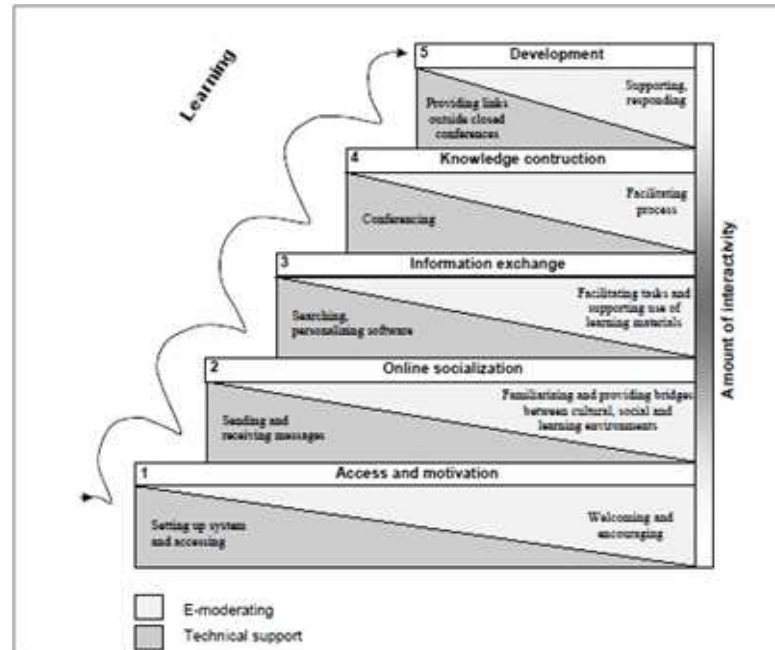 Learning
5
Development
Providing links
outside closed
conferences
Supporting,
responding
4
Knowledge contruction
Conferencing
Facilitating
process
3
Information exchange
Searching,
personalizing software
Facilitating tasks and
supporting use of
learning materials
2
Online socialization
Sending and
receiving messages
Familiarizing and providing bridges
between cultural, social and
learning environments
1
Access and motivation
Setting up system
and accessing
Welcoming and
encouraging
Amount of interactivity
E-moderating
Technical support